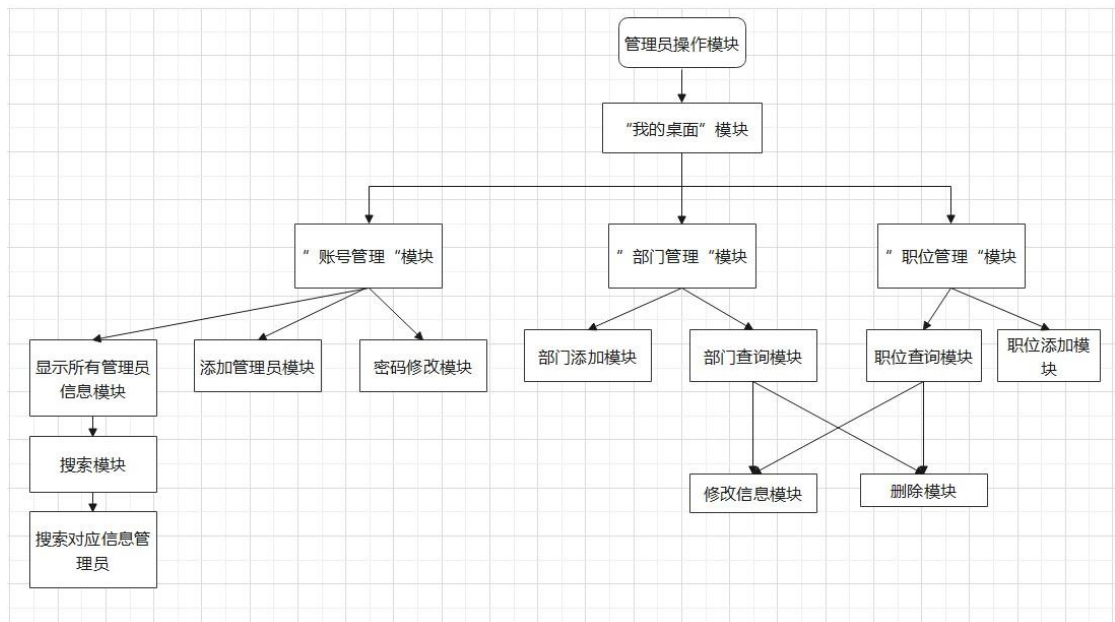 管理员操作模块
“我的桌面”模块
”账号管理“模块
”部门管理“模块
”职位管理“模块
显示所有管理员
信息模块
添加管理员模块
密码修改模块
部门添加模块
部门查询模块
职位查询模块
职位添加模
块
搜索模块
修改信息模块
删除模块
搜索对应信息管
理员